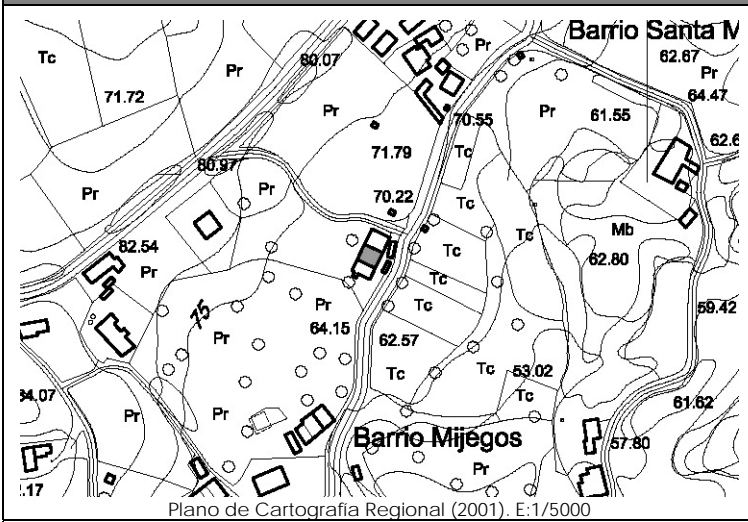 Barrio Santa M
Tc
80.07
Pr
62.67
Pr
Pr
71.72
Pr
64.47
Pr
61.55
70.55
62.6
71.79
Tc
80.97
Pr
Pr
70.22
Tc
Mb
82.54
Tc
Tc
62.80
Pr
Tc
75
Pr
59.42
Pr
64.15
62.57
Tc
Tc
53.02
Tc
61.62
Pr
Pr
Barrio Mijegos
57.80
Pr
.17
Plano de Cartografía Regional (2001). E:1/5000